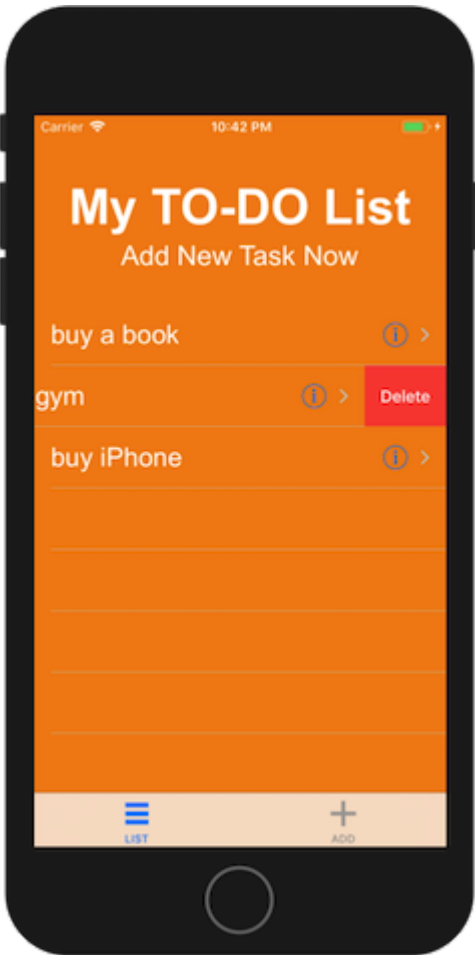 Carrier 10:42 PM
My TO-DO List
Add New Task Now
buy a book
gym Delete
buy iPhone
LIST ADD